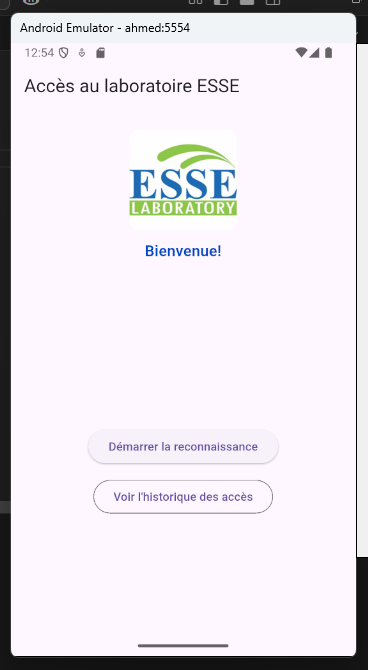 Android Emulator - ahmed:5554
12:54
Accès au laboratoire ESSE
ESSE
LABORATORY
Bienvenue!
Démarrer la reconnaissance
Voir l'historique des accès